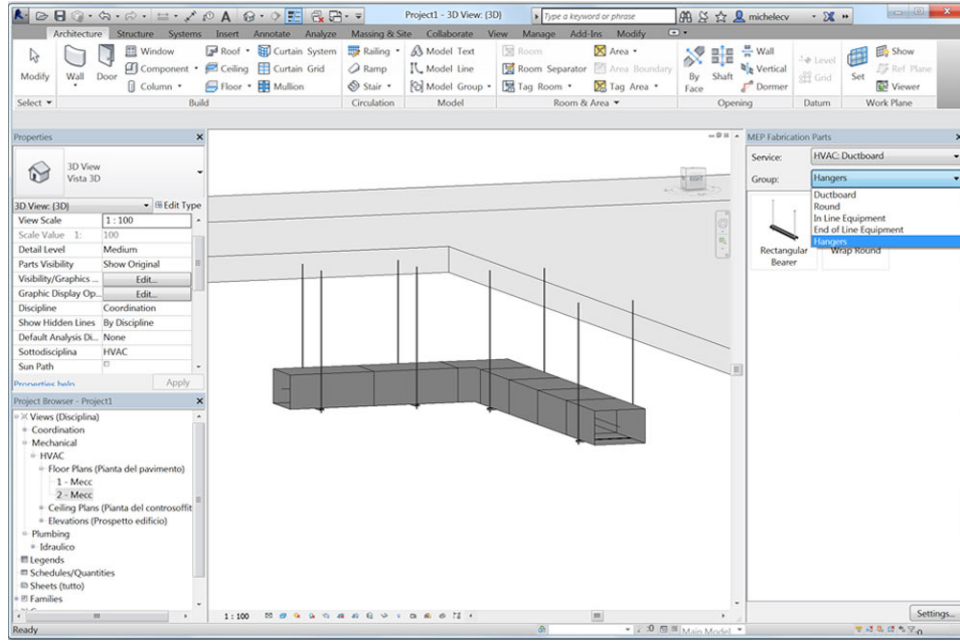 Project1 - 3D View: {3D}
Type a keyword or phrase
michelecv
Architecture Structure Systems Insert Annotate Analyze Massing & Site Collaborate View Manage Add-Ins Modify
Modify
Wall
Door
Window
Component
Column
Roof
Ceiling
Floor
Curtain System
Curtain Grid
Mullion
Railing
Ramp
Stair
Model Text
Model Line
Model Group
Room
Room Separator
Tag Room
Area
Area Boundary
Tag Area
By Face
Shaft
Wall
Vertical
Dormer
Level
Grid
Set
Show
Ref Plane
Viewer
Select Build Circulation Model Room & Area Opening Datum Work Plane
Properties
3D View
Vista 3D
3D View: {3D} Edit Type
View Scale 1 : 100
Scale Value 1: 100
Detail Level Medium
Parts Visibility Show Original
Visibility/Graphics ... Edit...
Graphic Display Op... Edit...
Discipline Coordination
Show Hidden Lines By Discipline
Default Analysis Di... None
Sottodisciplina HVAC
Sun Path
Properties help Apply
Project Browser - Project1
Views (Disciplina)
Coordination
Mechanical
HVAC
Floor Plans (Pianta del pavimento)
1 - Mecc
2 - Mecc
Ceiling Plans (Pianta del controsoffit
Elevations (Prospetto edificio)
Plumbing
Idraulico
Legends
Schedules/Quantities
Sheets (tutto)
Families
RIGHT
MEP Fabrication Parts
Service: HVAC: Ductboard
Group: Hangers
Ductboard
Round
In Line Equipment
End of Line Equipment
Hangers
Rectangular Bearer
Wrap Round
Settings...
1 : 100
Ready
:0
Main Model
:0